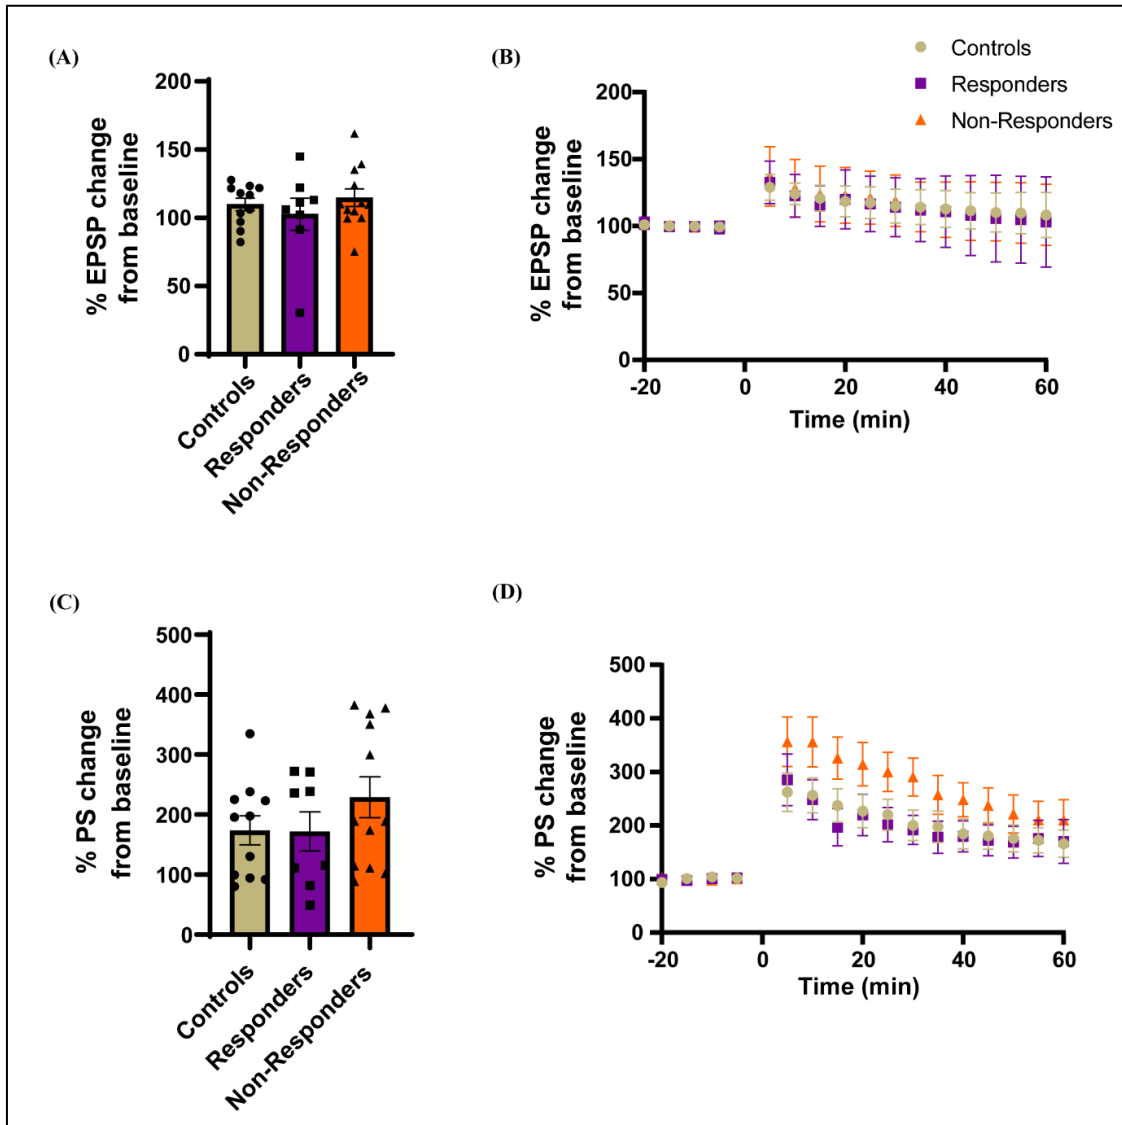 (A)
200
150
100
50
0
% EPSP change
from baseline
Controls
Responders
Non-Responders
(B)
Controls
Responders
Non-Responders
200
150
100
50
0
% EPSP change
from baseline
-20
0
20
40
60
Time (min)
(C)
500
400
300
200
100
0
% PS change
from baseline
Controls
Responders
Non-Responders
(D)
500
400
300
200
100
0
% PS change
from baseline
-20
0
20
40
60
Time (min)